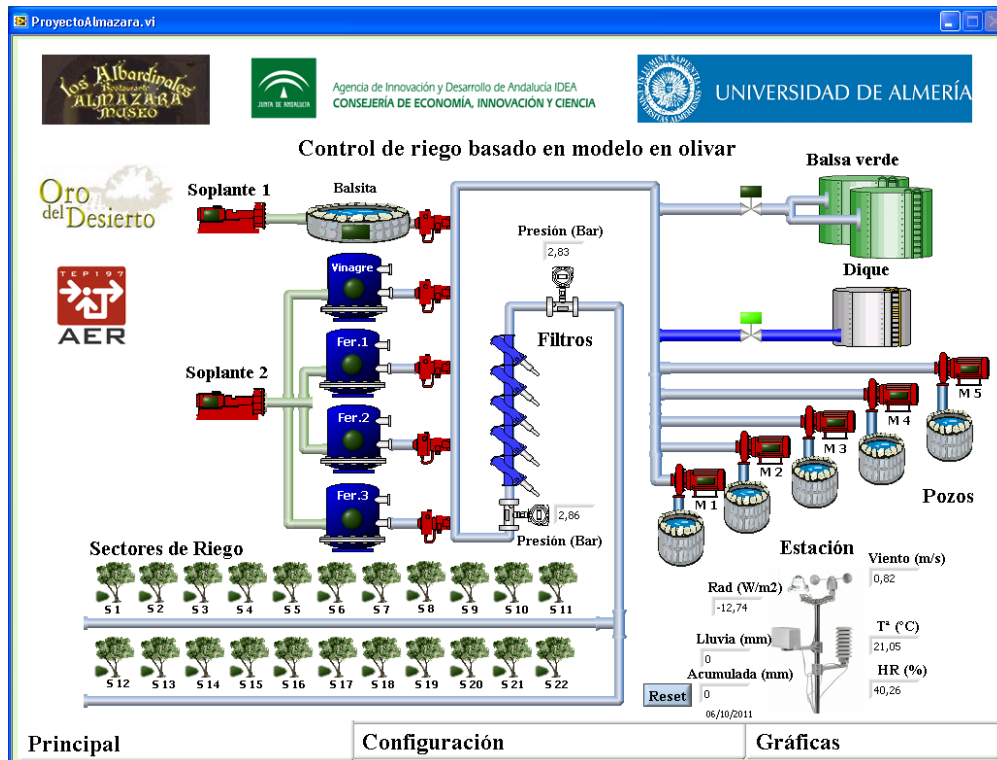 ProyectoAlmazara.vi
Los Albardinales
Restaurante
ALMAZARA
MUSEO
JUNTA DE ANDALUCIA
Agencia de Innovación y Desarrollo de Andalucía IDEA
CONSEJERÍA DE ECONOMÍA, INNOVACIÓN Y CIENCIA
UNIVERSIDAD DE ALMERÍA
Control de riego basado en modelo en olivar
Oro
del Desierto
TEP197
AER
Soplante 1
Balsita
Balsa verde
Presión (Bar)
2,83
Vinagre
Dique
Fer.1
Filtros
Soplante 2
Fer.2
M 5
M 4
M 3
M 2
M 1
Fer.3
Pozos
2,86
Presión (Bar)
Sectores de Riego
S 1 S 2 S 3 S 4 S 5 S 6 S 7 S 8 S 9 S 10 S 11
S 12 S 13 S 14 S 15 S 16 S 17 S 18 S 19 S 20 S 21 S 22
Estación
Viento (m/s)
0,82
Rad (W/m2)
-12,74
Tª (°C)
21,05
Lluvia (mm)
0
HR (%)
40,26
Acumulada (mm)
Reset
0
06/10/2011
Principal
Configuración
Gráficas